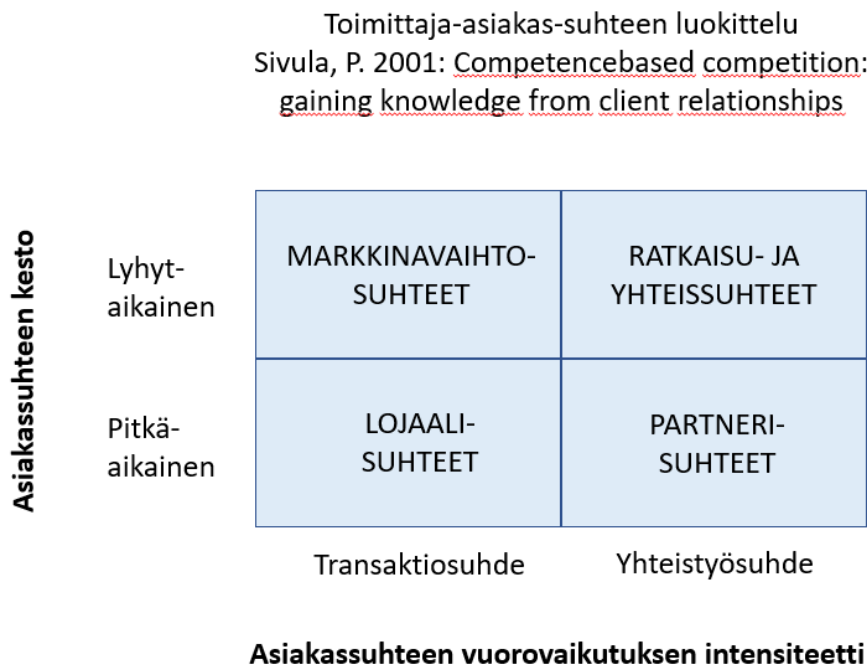 Toimittaja-asiakas-suhteen luokittelu
Sivula, P. 2001: Competencebased competition:
gaining knowledge from client relationships
Asiakassuhteen kesto
Lyhyt-
aikainen
MARKKINAVAIHTO-
SUHTEET
RATKAISU- JA
YHTEISSUHTEET
Pitkä-
aikainen
LOJAALI-
SUHTEET
PARTNERI-
SUHTEET
Transaktiosuhde
Yhteistyösuhde
Asiakassuhteen vuorovaikutuksen intensiteetti